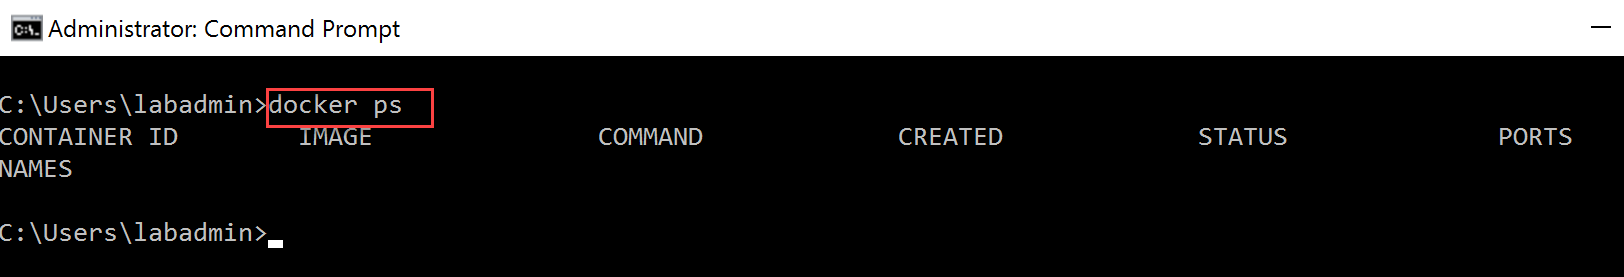 Administrator: Command Prompt
C:\Users\labadmin>docker ps
CONTAINER ID        IMAGE               COMMAND             CREATED             STATUS              PORTS
NAMES
C:\Users\labadmin>